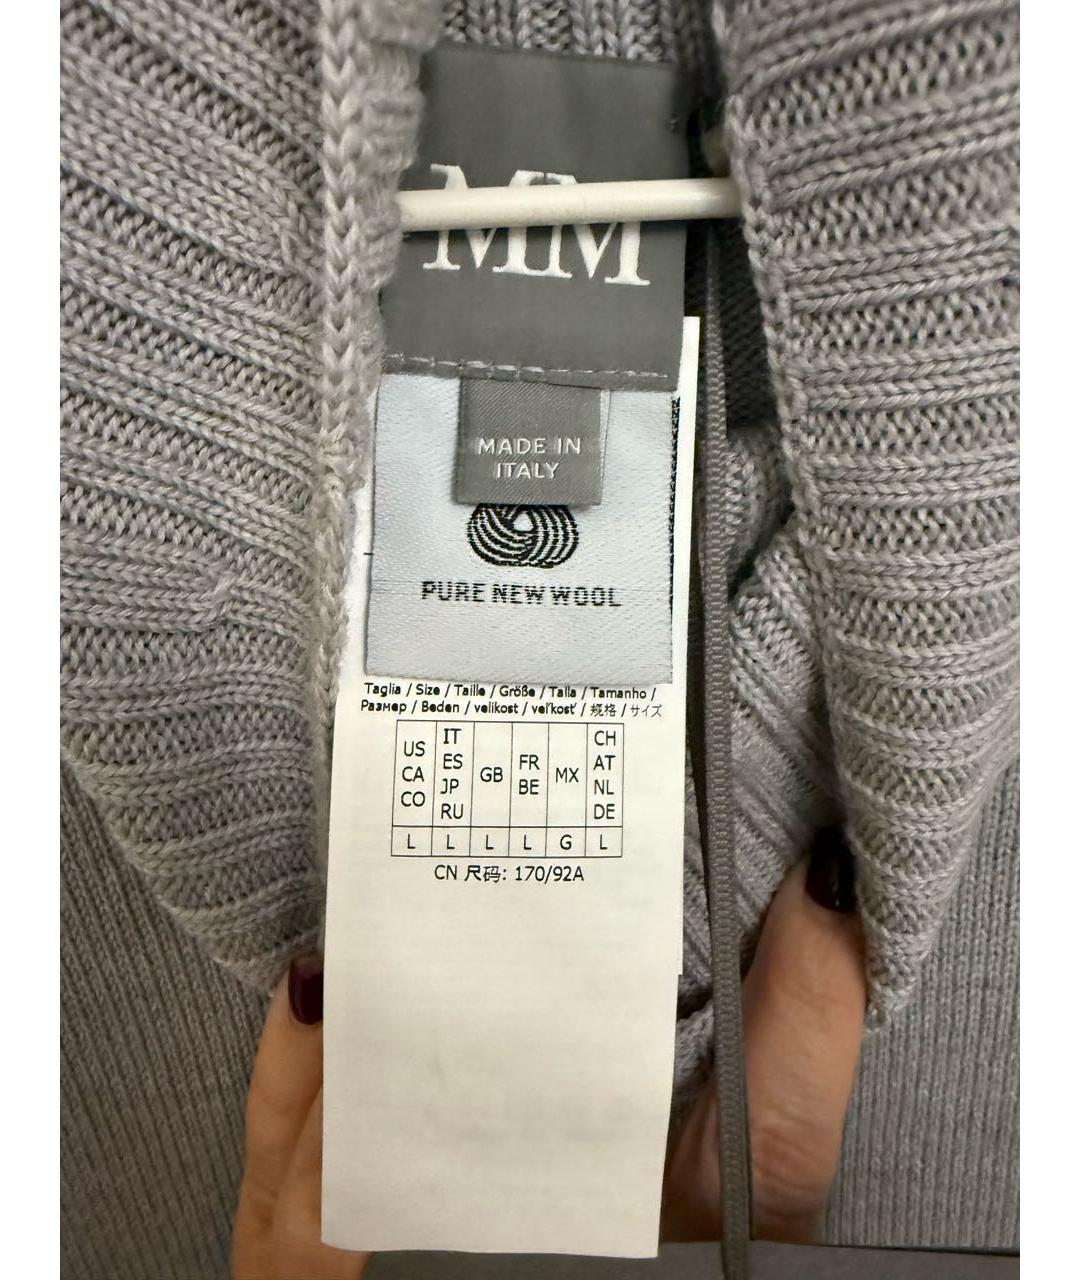 MM
MADE IN
ITALY
PURE NEW WOOL
Taglia / Size / Taille / Größe / Talla / Tamanho /
Размер / Beden / velikost / veľkosť / 规格 / サイズ
US CA CO IT ES JP RU GB FR BE MX CH AT NL DE
L L L L G L
CN 尺码: 170/92A